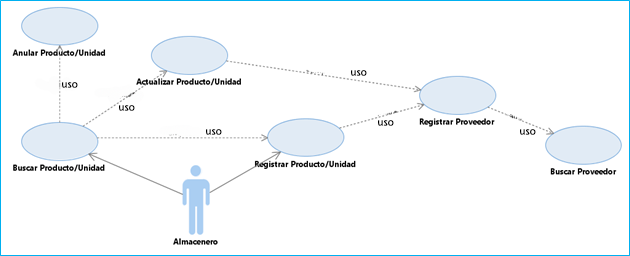 Anular Producto/Unidad
uso
Actualizar Producto/Unidad
uso
uso
Registrar Proveedor
uso
uso
uso
Buscar Producto/Unidad
Registrar Producto/Unidad
Buscar Proveedor
Almacenero